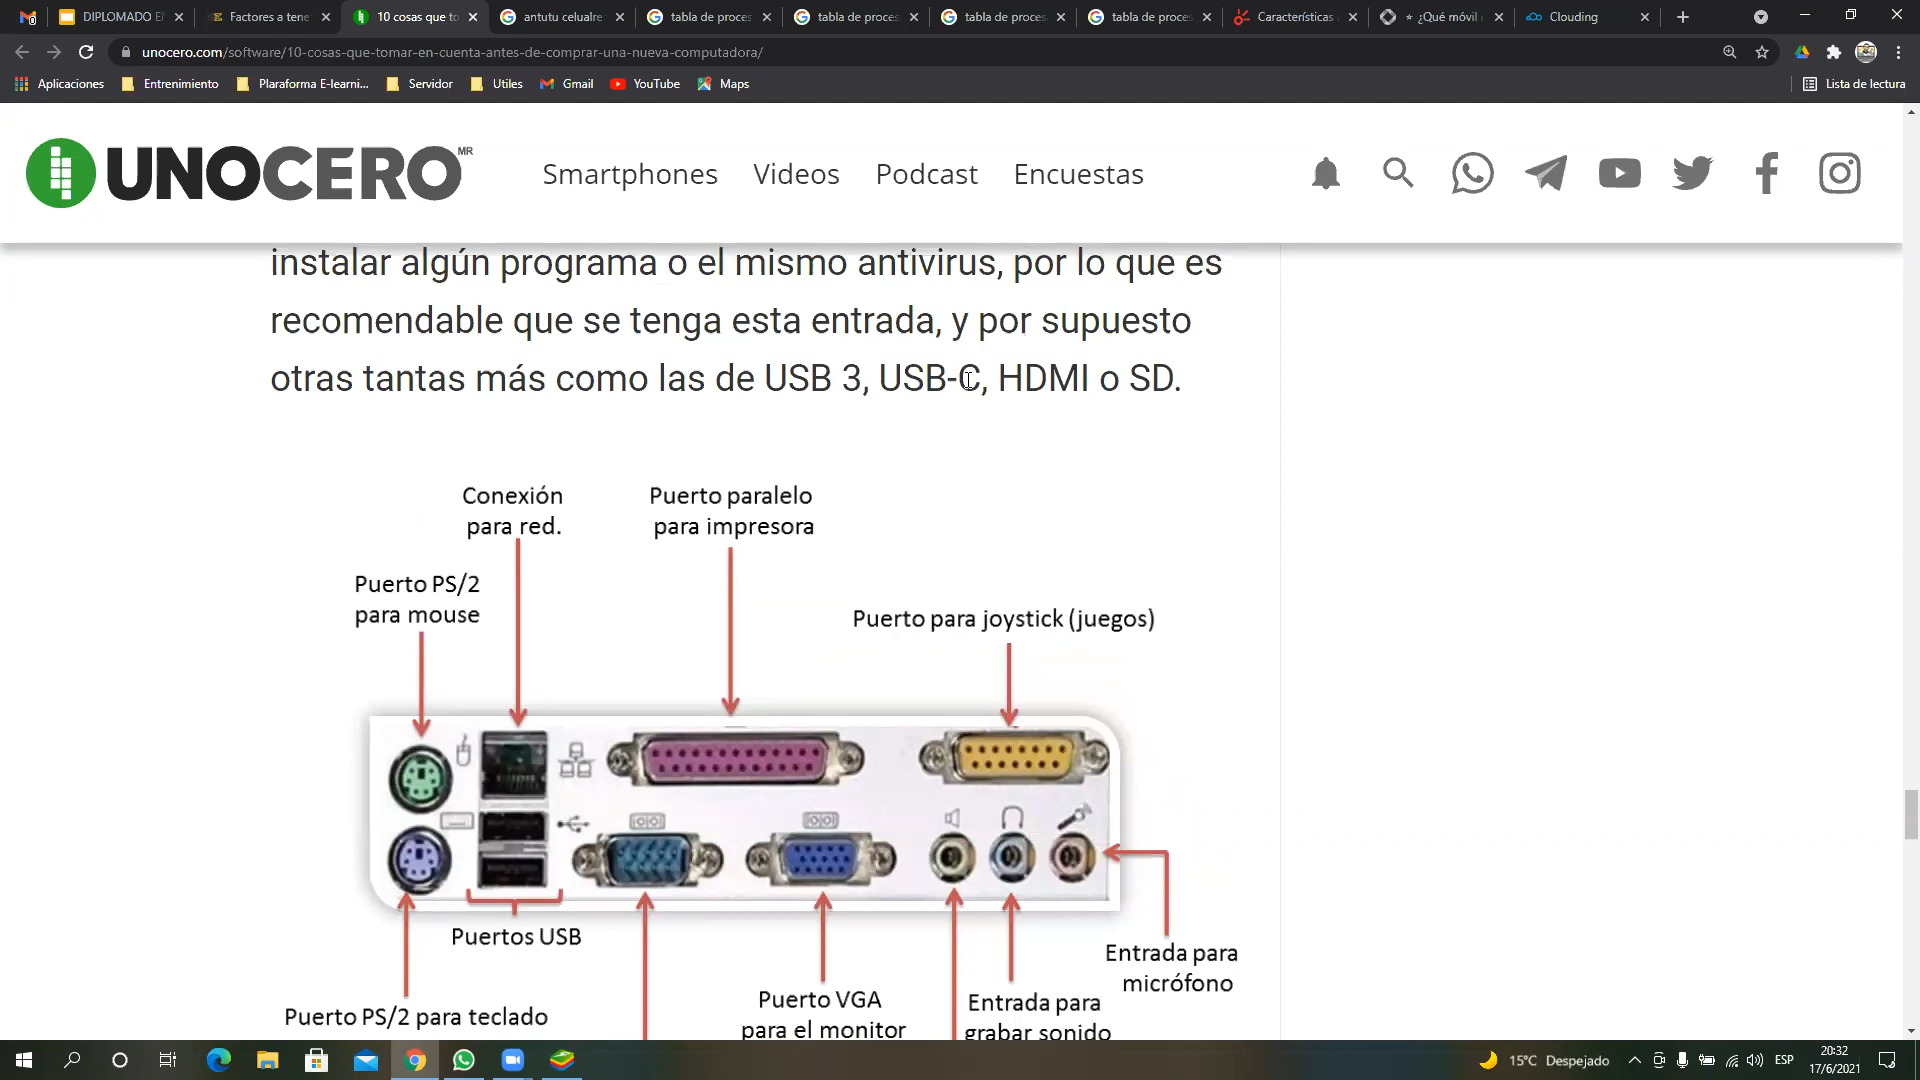 DIPLOMADO EN
Factores a tene
10 cosas que to
antutu celualre
tabla de proces
tabla de proces
tabla de proces
tabla de proces
Características
¿Qué móvil
Clouding
unocero.com/software/10-cosas-que-tomar-en-cuenta-antes-de-comprar-una-nueva-computadora/
Aplicaciones
Entrenimiento
Plaraforma E-learni...
Servidor
Utiles
Gmail
YouTube
Maps
Lista de lectura
UNOCERO MR
Smartphones
Videos
Podcast
Encuestas
instalar algún programa o el mismo antivirus, por lo que es
recomendable que se tenga esta entrada, y por supuesto
otras tantas más como las de USB 3, USB-C, HDMI o SD.
Conexión
para red.
Puerto paralelo
para impresora
Puerto PS/2
para mouse
Puerto para joystick (juegos)
Puertos USB
Entrada para
micrófono
Puerto PS/2 para teclado
Puerto VGA
para el monitor
Entrada para
grabar sonido
15°C Despejado
ESP
20:32
17/6/2021